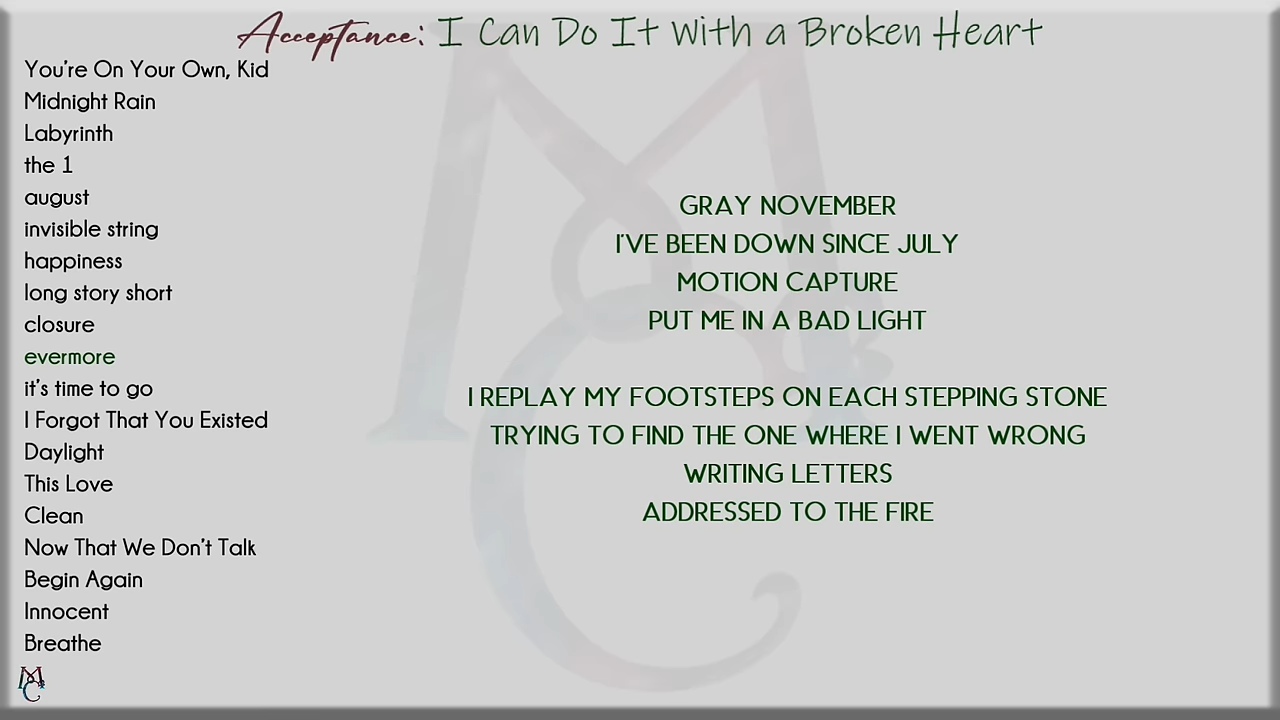 Acceptance: I Can Do It With a Broken Heart
You're On Your Own, Kid
Midnight Rain
Labyrinth
the 1
august
invisible string
happiness
long story short
closure
evermore
it's time to go
I Forgot That You Existed
Daylight
This Love
Clean
Now That We Don't Talk
Begin Again
Innocent
Breathe
GRAY NOVEMBER
I'VE BEEN DOWN SINCE JULY
MOTION CAPTURE
PUT ME IN A BAD LIGHT
I REPLAY MY FOOTSTEPS ON EACH STEPPING STONE
TRYING TO FIND THE ONE WHERE I WENT WRONG
WRITING LETTERS
ADDRESSED TO THE FIRE